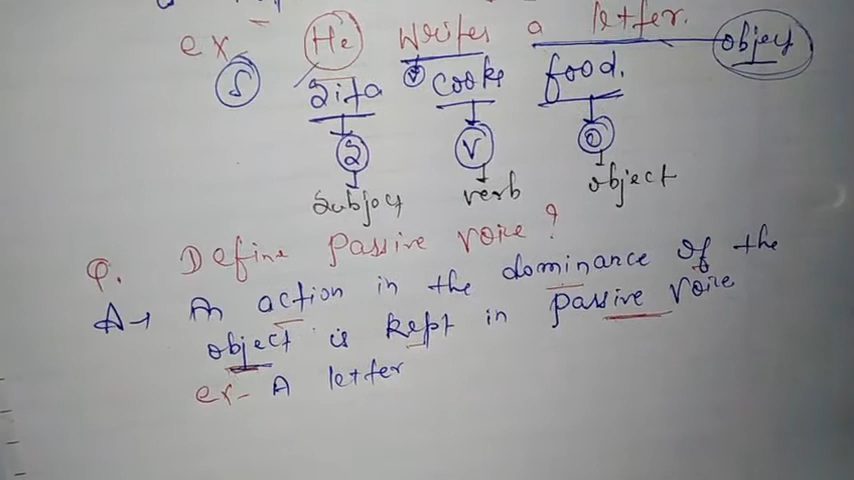 ex - He writes a letter. object
S Sita V Cooks food.
S V O
Subject verb object
Q. Define passive voice?
A→ An action in the dominance of the
object is kept in passive voice
ex- A letter